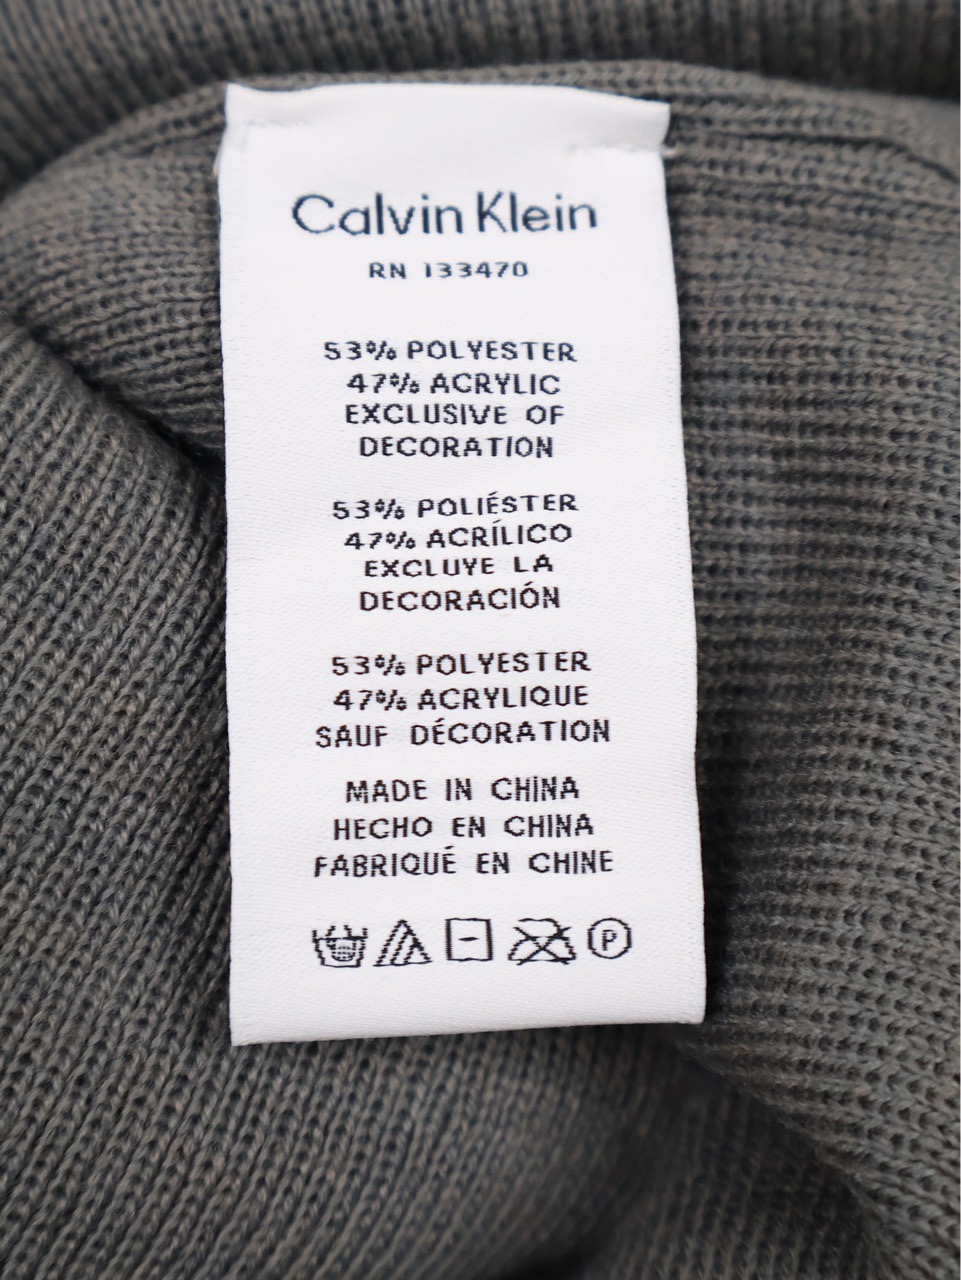 Calvin Klein
RN 133470
53% POLYESTER
47% ACRYLIC
EXCLUSIVE OF
DECORATION
53% POLIÉSTER
47% ACRÍLICO
EXCLUYE LA
DECORACIÓN
53% POLYESTER
47% ACRYLIQUE
SAUF DÉCORATION
MADE IN CHINA
HECHO EN CHINA
FABRIQUÉ EN CHINE
P